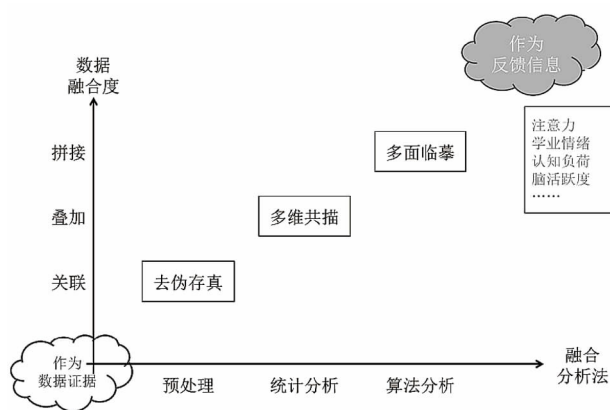 作为
反馈信息
数据
融合度
注意力
学业情绪
认知负荷
脑活跃度
……
拼接
多面临摹
叠加
多维共描
关联
去伪存真
作为
数据证据
预处理
统计分析
算法分析
融合
分析法